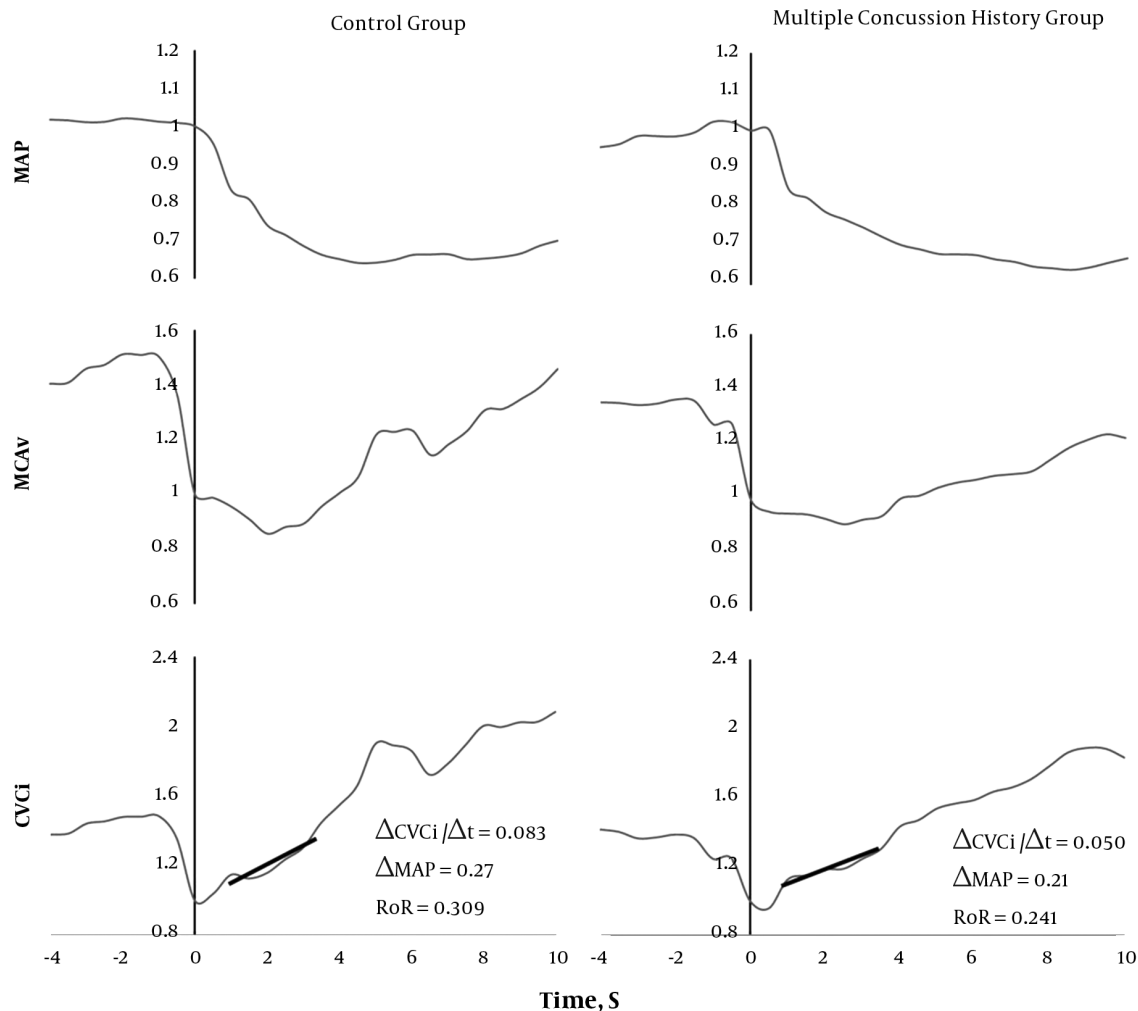 Control Group
Multiple Concussion History Group
MAP
1.2
1.1
1
0.9
0.8
0.7
0.6
1.2
1.1
1
0.9
0.8
0.7
0.6
MCAv
1.6
1.4
1.2
1
0.8
0.6
1.6
1.4
1.2
1
0.8
0.6
CVCi
2.4
2
1.6
1.2
0.8
ΔCVCi /Δt = 0.083
ΔMAP = 0.27
RoR = 0.309
2.4
2
1.6
1.2
0.8
ΔCVCi /Δt = 0.050
ΔMAP = 0.21
RoR = 0.241
-4 -2 0 2 4 6 8 10
-4 -2 0 2 4 6 8 10
Time, S